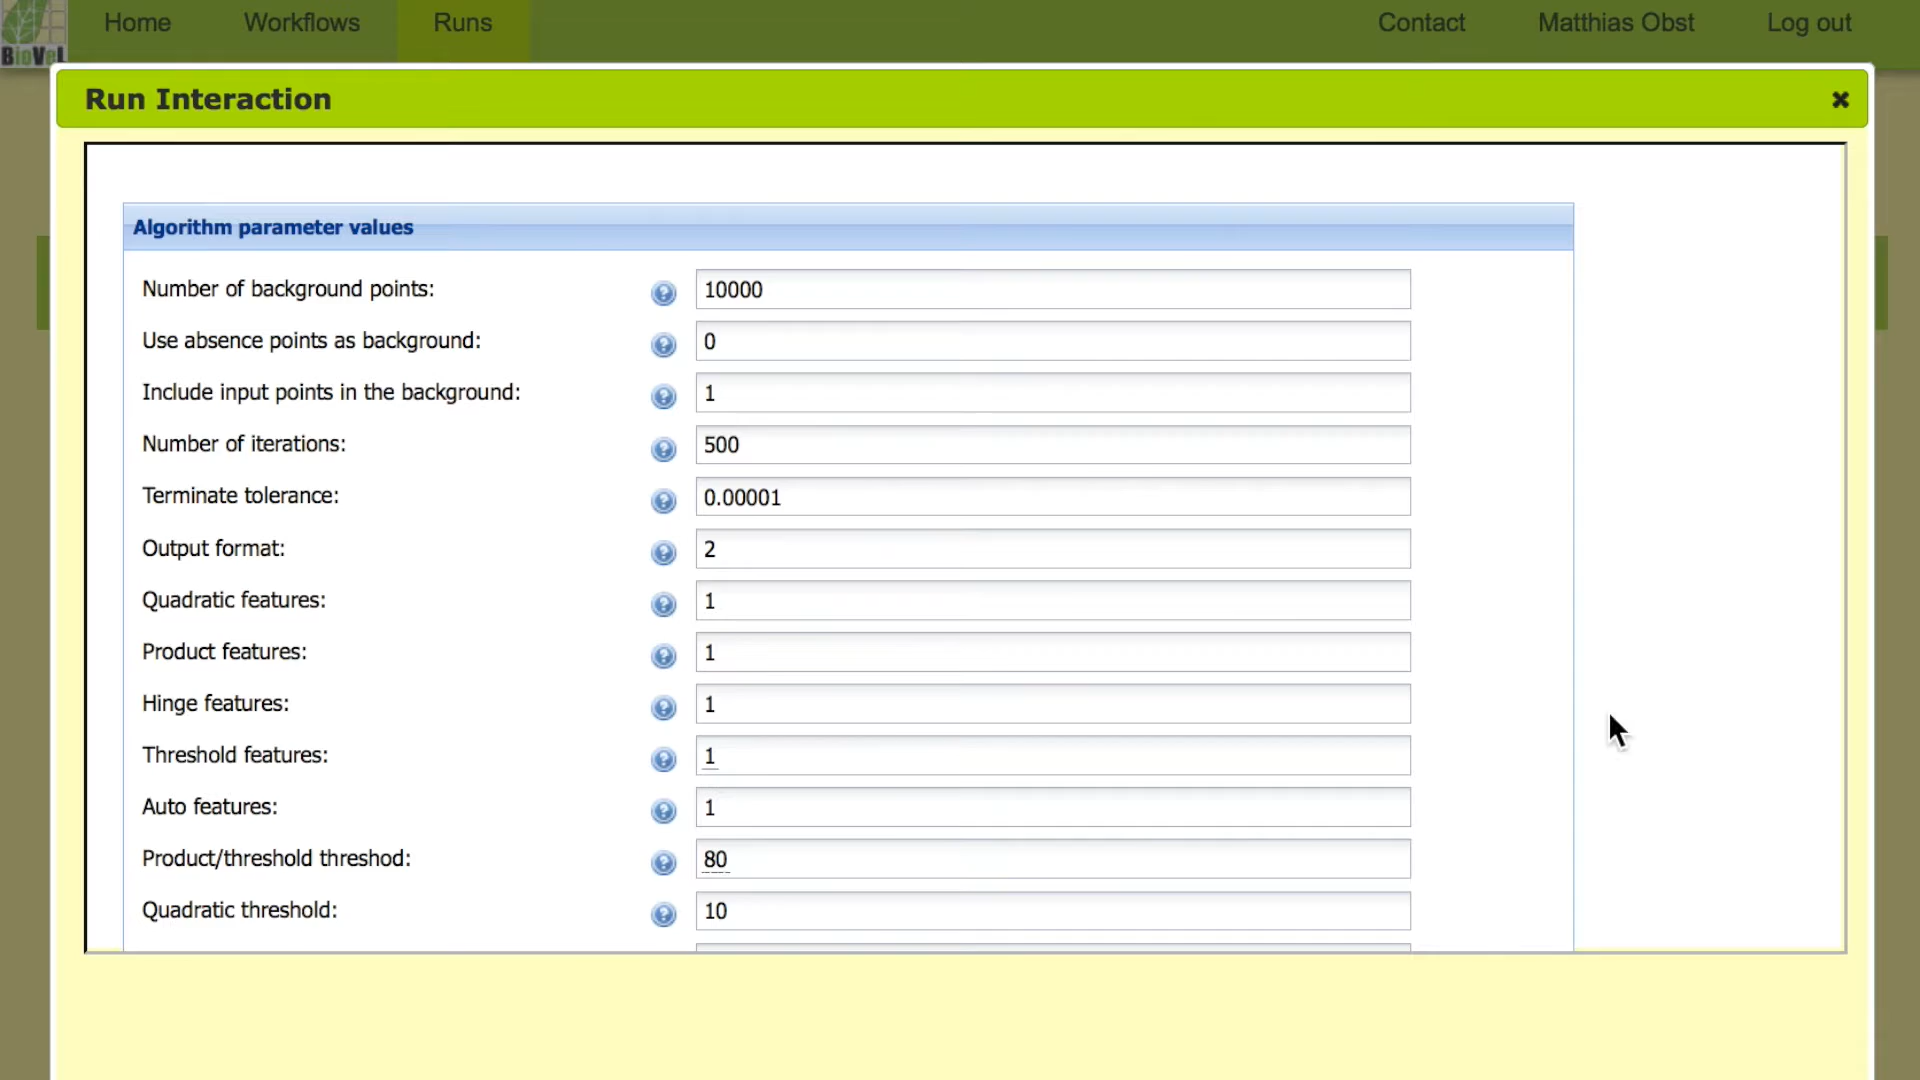 Home Workflows Runs Contact Matthias Obst Log out
BioVeL
Run Interaction
Algorithm parameter values
Number of background points: 10000
Use absence points as background: 0
Include input points in the background: 1
Number of iterations: 500
Terminate tolerance: 0.00001
Output format: 2
Quadratic features: 1
Product features: 1
Hinge features: 1
Threshold features: 1
Auto features: 1
Product/threshold threshod: 80
Quadratic threshold: 10